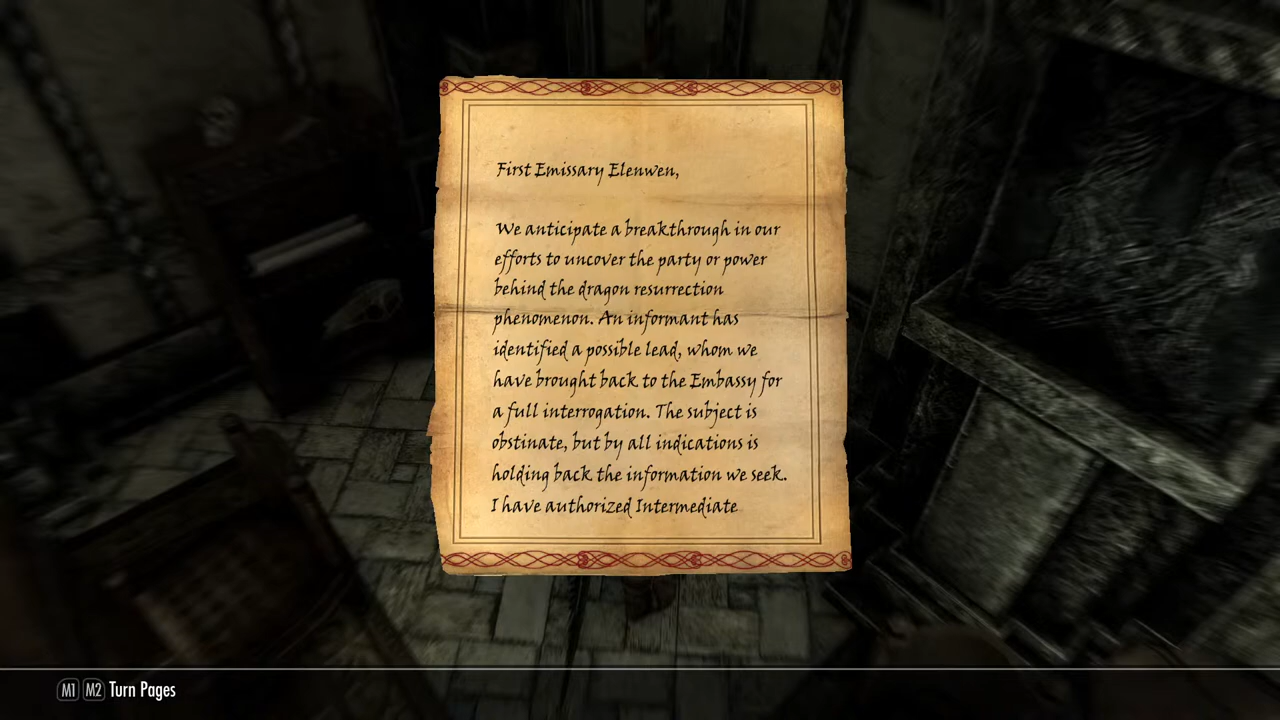 First Emissary Elenwen,
We anticipate a breakthrough in our
efforts to uncover the party or power
behind the dragon resurrection
phenomenon. An informant has
identified a possible lead, whom we
have brought back to the Embassy for
a full interrogation. The subject is
obstinate, but by all indications is
holding back the information we seek.
I have authorized Intermediate
M1 M2 Turn Pages